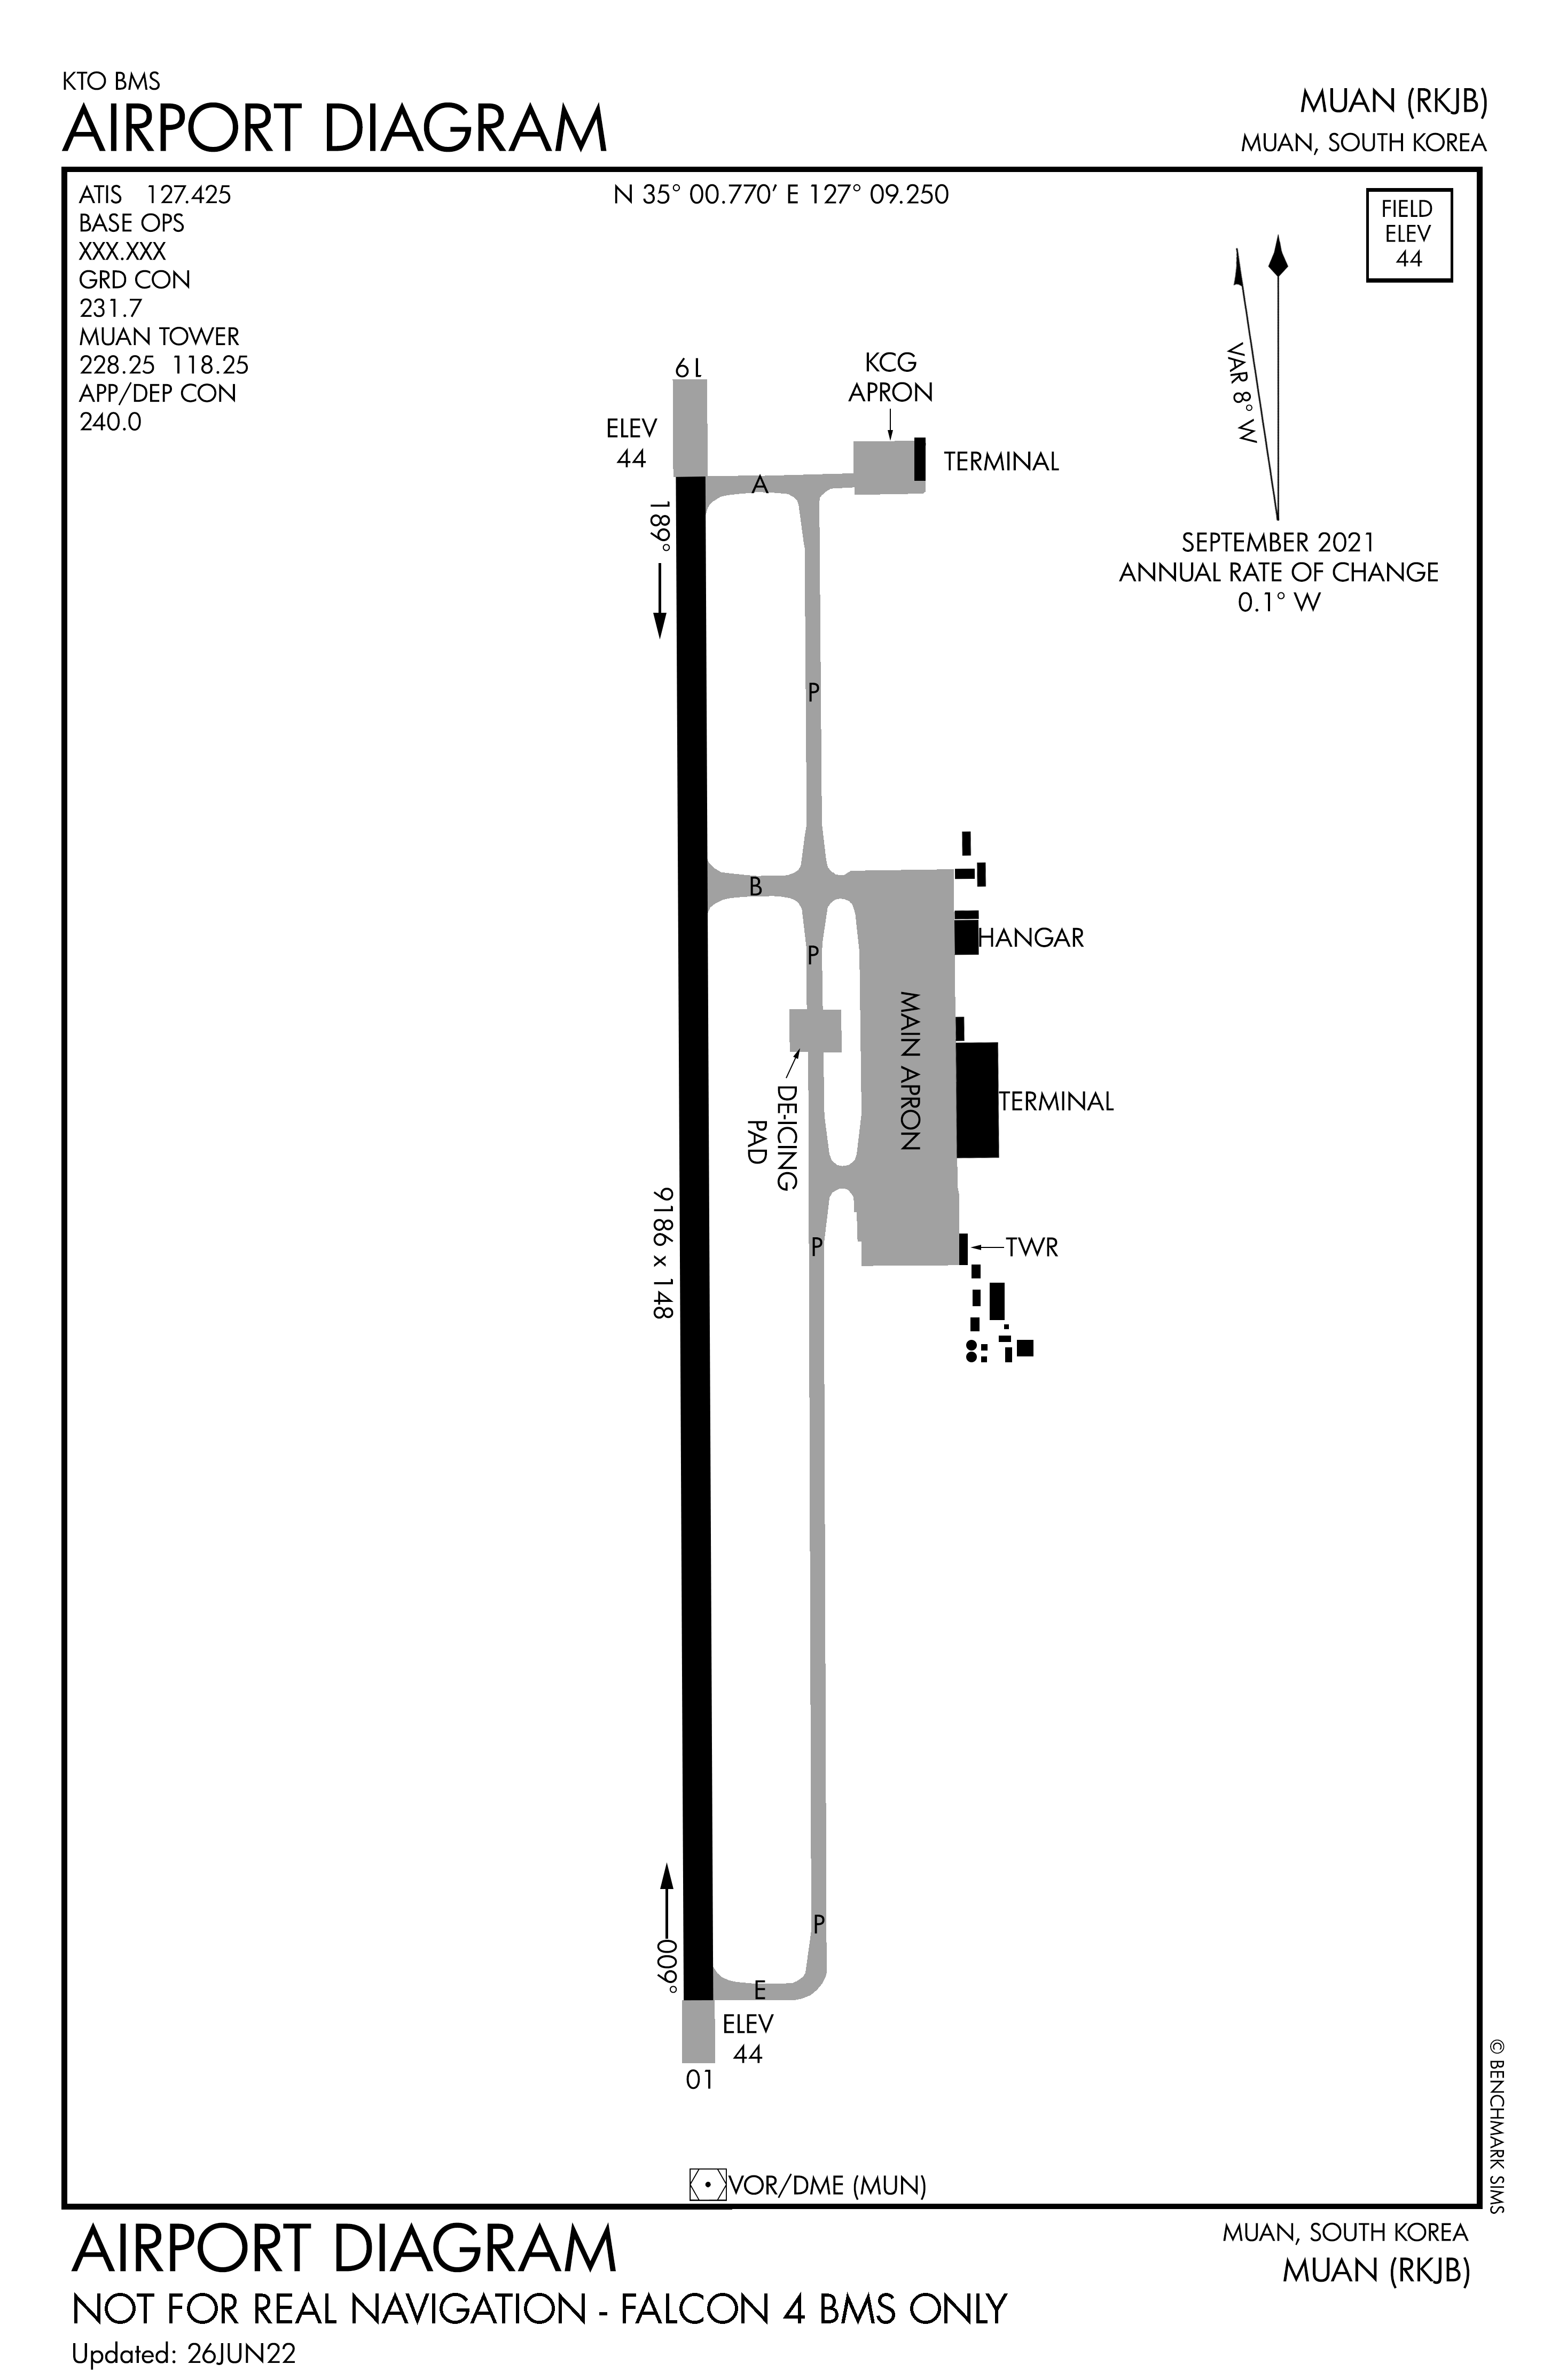 KTO BMS
AIRPORT DIAGRAM
MUAN (RKJB)
MUAN, SOUTH KOREA
ATIS 127.425
BASE OPS
XXX.XXX
GRD CON
231.7
MUAN TOWER
228.25 118.25
APP/DEP CON
240.0
N 35° 00.770’ E 127° 09.250
FIELD
ELEV
44
VAR 8° W
SEPTEMBER 2021
ANNUAL RATE OF CHANGE
0.1° W
19
ELEV
44
KCG
APRON
TERMINAL
A
189°
P
B
HANGAR
P
MAIN APRON
DE-ICING
PAD
TERMINAL
9186 x 148
P
TWR
P
009°
E
ELEV
44
01
VOR/DME (MUN)
© BENCHMARK SIMS
AIRPORT DIAGRAM
MUAN, SOUTH KOREA
MUAN (RKJB)
NOT FOR REAL NAVIGATION - FALCON 4 BMS ONLY
Updated: 26JUN22